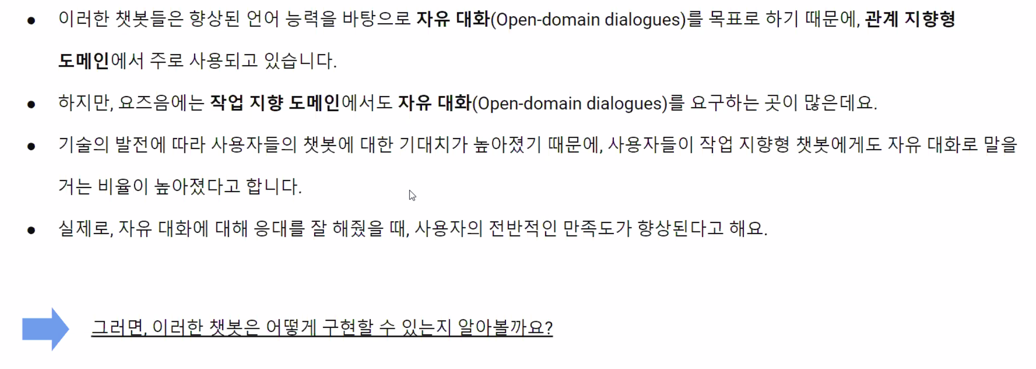 ● 이러한 챗봇들은 향상된 언어 능력을 바탕으로 자유 대화(Open-domain dialogues)를 목표로 하기 때문에, 관계 지향형
도메인에서 주로 사용되고 있습니다.
● 하지만, 요즈음에는 작업 지향 도메인에서도 자유 대화(Open-domain dialogues)를 요구하는 곳이 많은데요.
● 기술의 발전에 따라 사용자들의 챗봇에 대한 기대치가 높아졌기 때문에, 사용자들이 작업 지향형 챗봇에게도 자유 대화로 말을
거는 비율이 높아졌다고 합니다.
● 실제로, 자유 대화에 대해 응대를 잘 해줬을 때, 사용자의 전반적인 만족도가 향상된다고 해요.
그러면, 이러한 챗봇은 어떻게 구현할 수 있는지 알아볼까요?